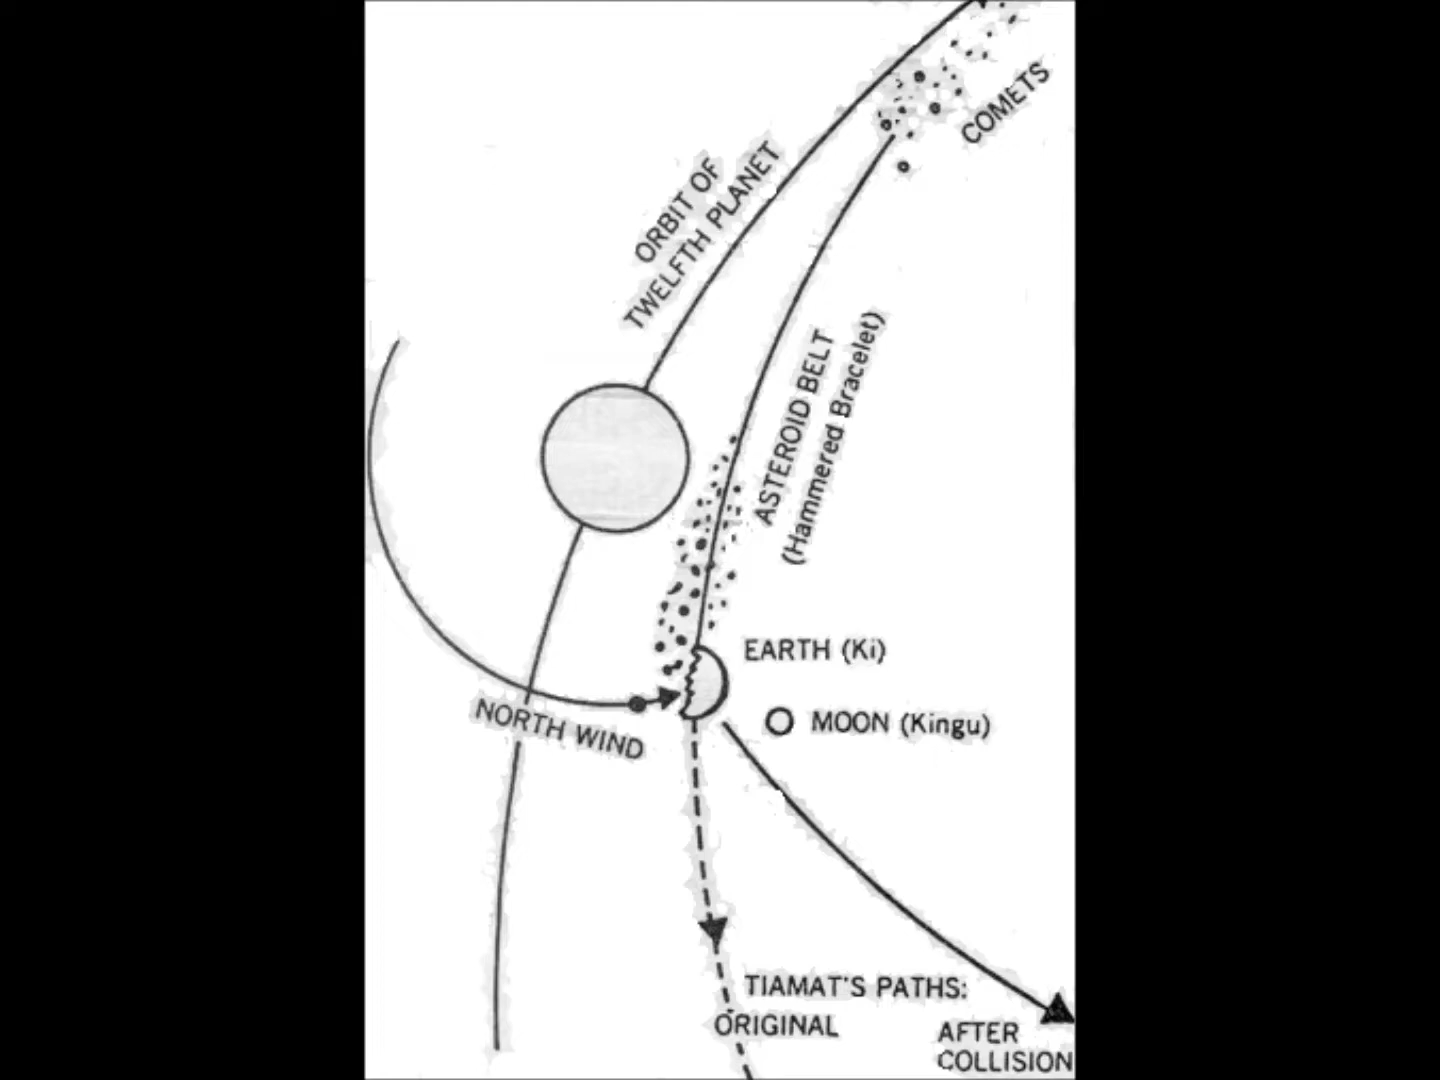 COMETS
ORBIT OF
TWELFTH PLANET
ASTEROID BELT
(Hammered Bracelet)
EARTH (Ki)
MOON (Kingu)
NORTH WIND
TIAMAT'S PATHS:
ORIGINAL
AFTER
COLLISION